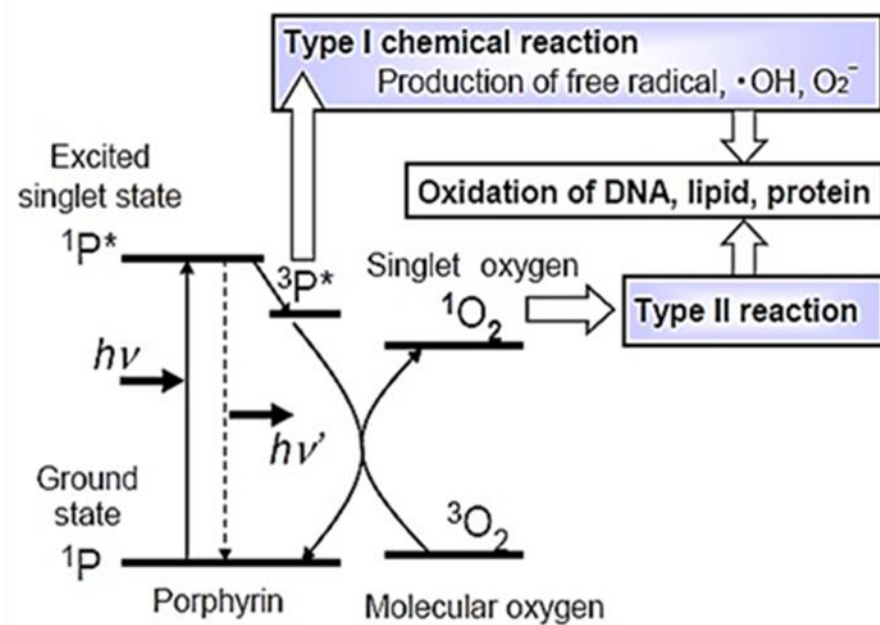 Type I chemical reaction
Production of free radical, ·OH, O₂⁻
Excited
singlet state
¹P*
³P*
Oxidation of DNA, lipid, protein
Singlet oxygen
¹O₂
Type II reaction
hν
hν’
Ground
state
¹P
³O₂
Porphyrin
Molecular oxygen